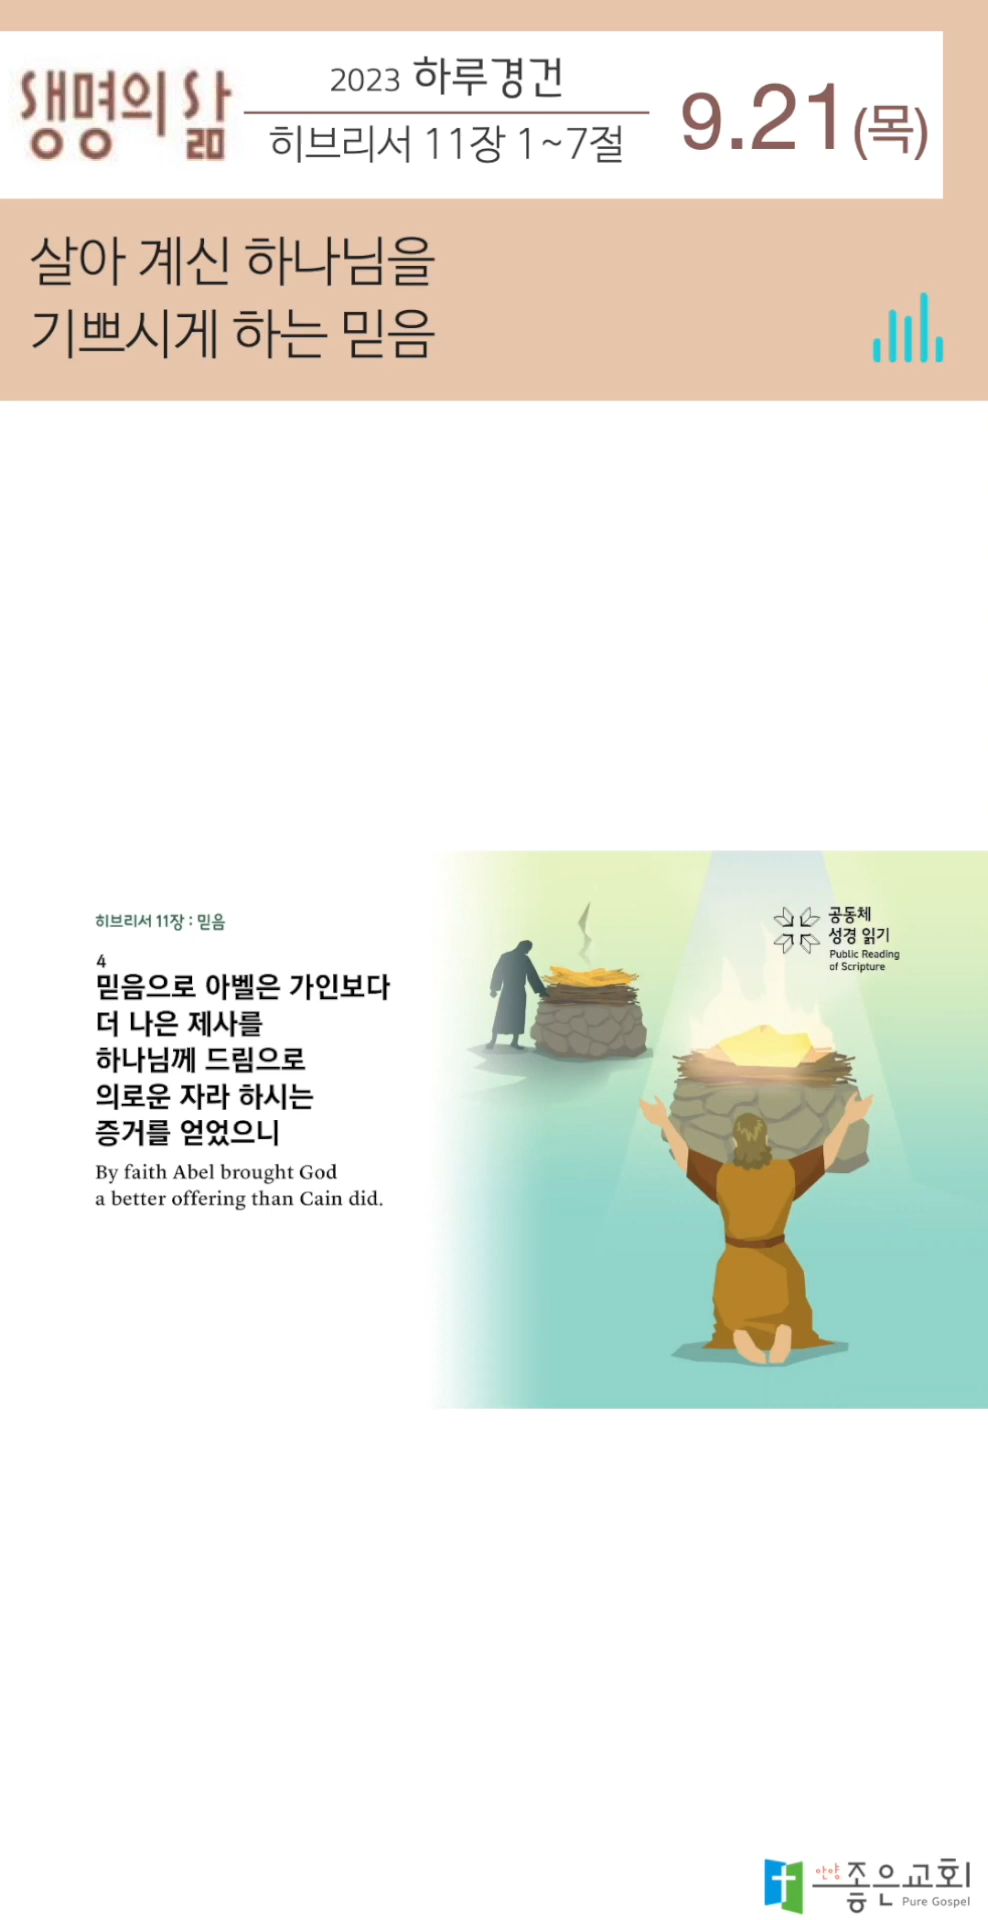 생명의 삶
2023 하루경건
히브리서 11장 1~7절
9.21(목)
살아 계신 하나님을
기쁘시게 하는 믿음
히브리서 11장 : 믿음
4
믿음으로 아벨은 가인보다
더 나은 제사를
하나님께 드림으로
의로운 자라 하시는
증거를 얻었으니
By faith Abel brought God
a better offering than Cain did.
공동체
성경 읽기
Public Reading
of Scripture
안양 좋은교회
Pure Gospel